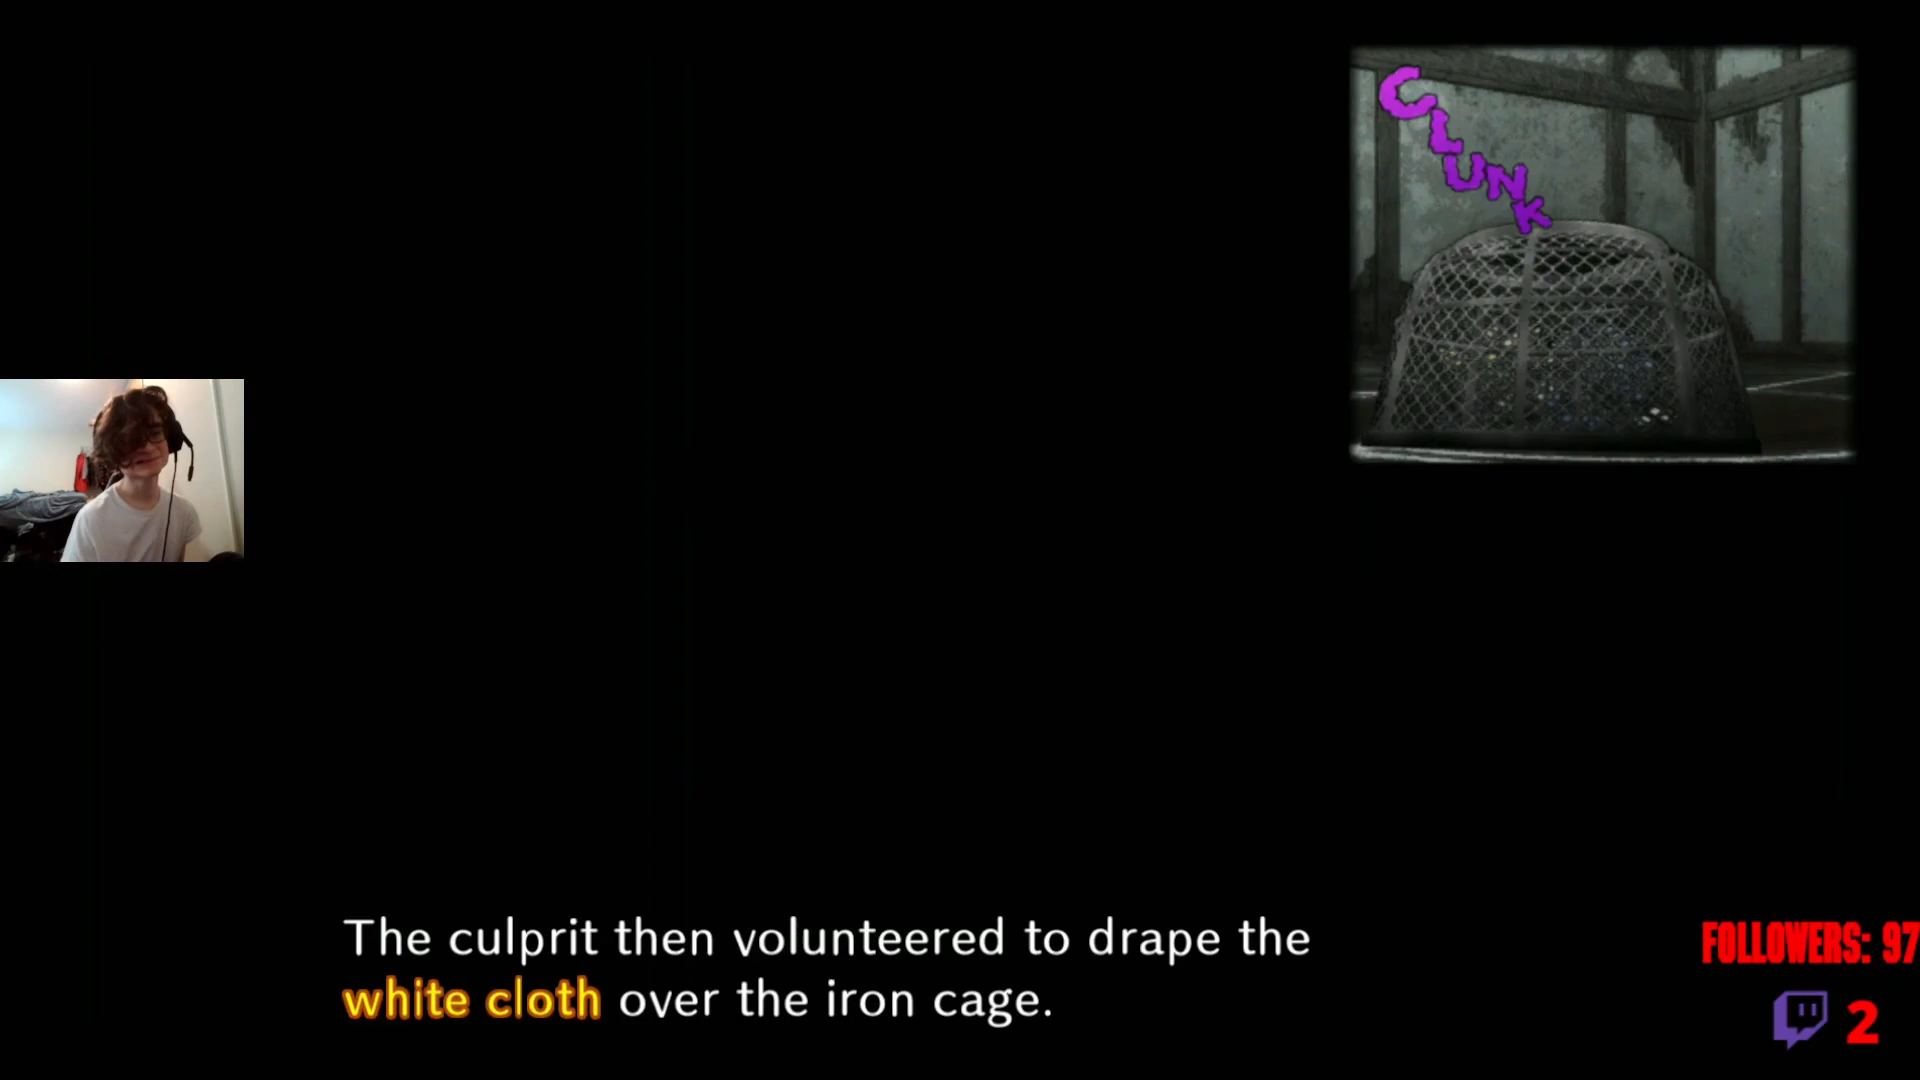 CLUNK
The culprit then volunteered to drape the
white cloth over the iron cage.
FOLLOWERS: 97
2